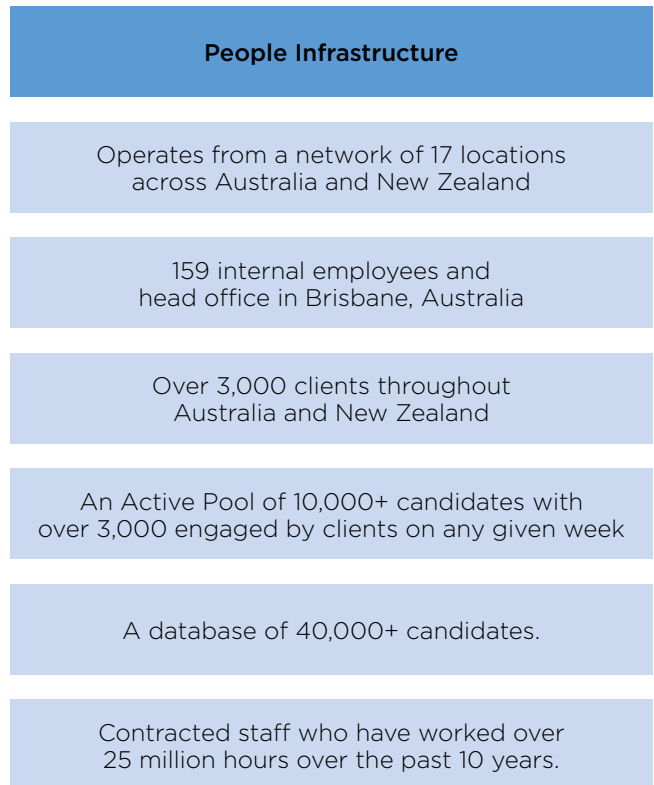 People Infrastructure
Operates from a network of 17 locations
across Australia and New Zealand
159 internal employees and
head office in Brisbane, Australia
Over 3,000 clients throughout
Australia and New Zealand
An Active Pool of 10,000+ candidates with
over 3,000 engaged by clients on any given week
A database of 40,000+ candidates.
Contracted staff who have worked over
25 million hours over the past 10 years.